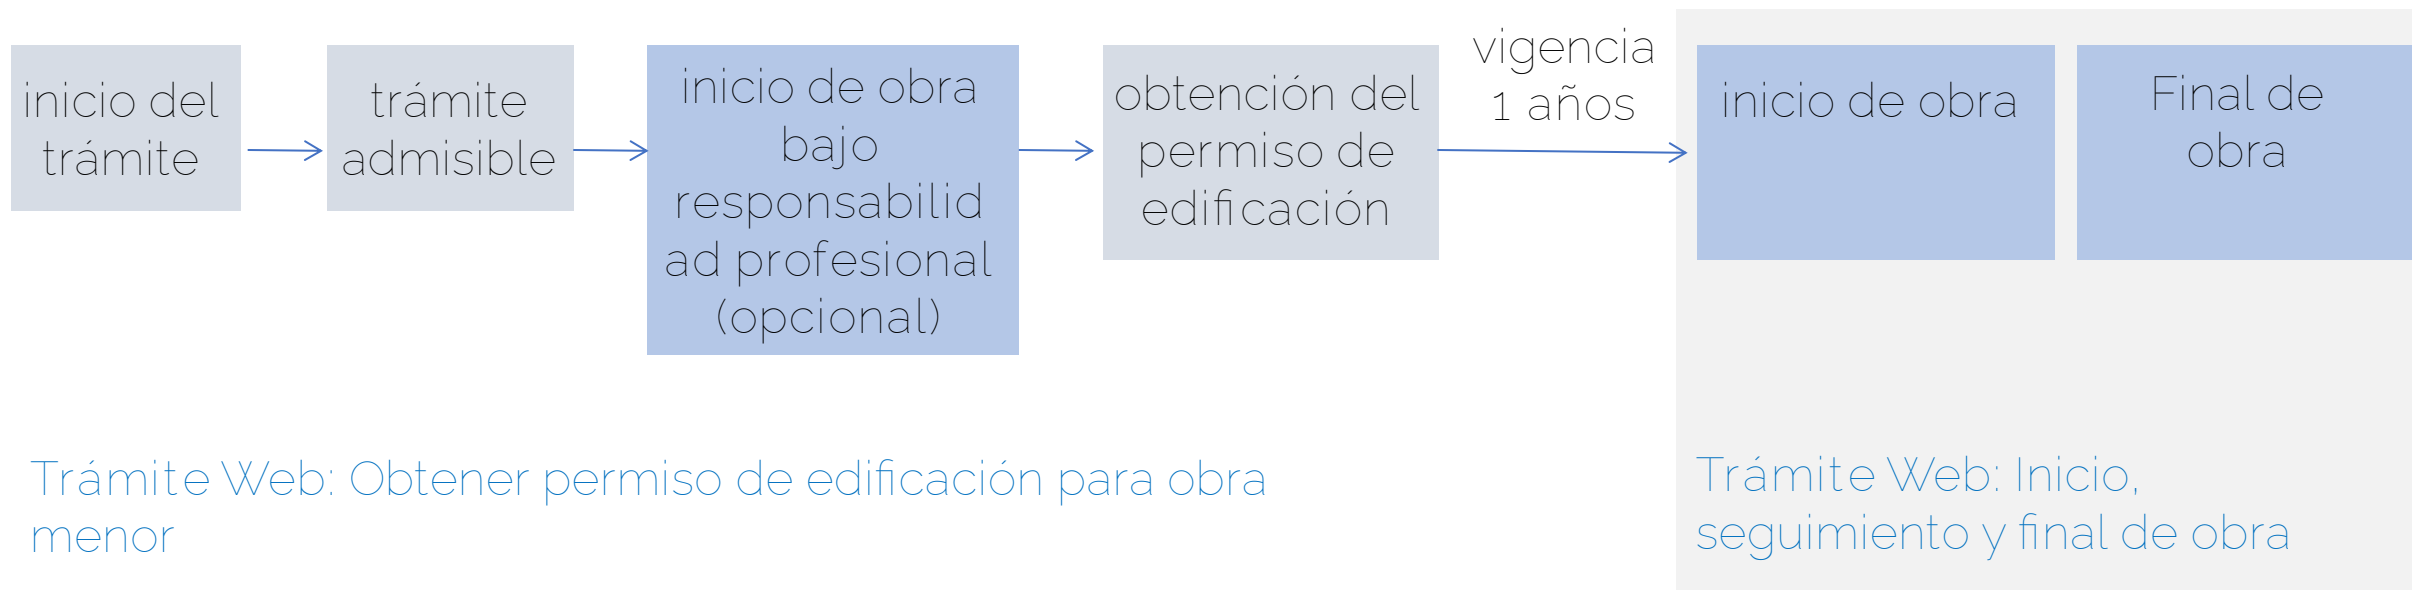 inicio del
trámite
trámite
admisible
inicio de obra
bajo
responsabilid
ad profesional
(opcional)
obtención del
permiso de
edificación
vigencia
1 años
inicio de obra
Final de
obra
Trámite Web: Obtener permiso de edificación para obra
menor
Trámite Web: Inicio,
seguimiento y final de obra